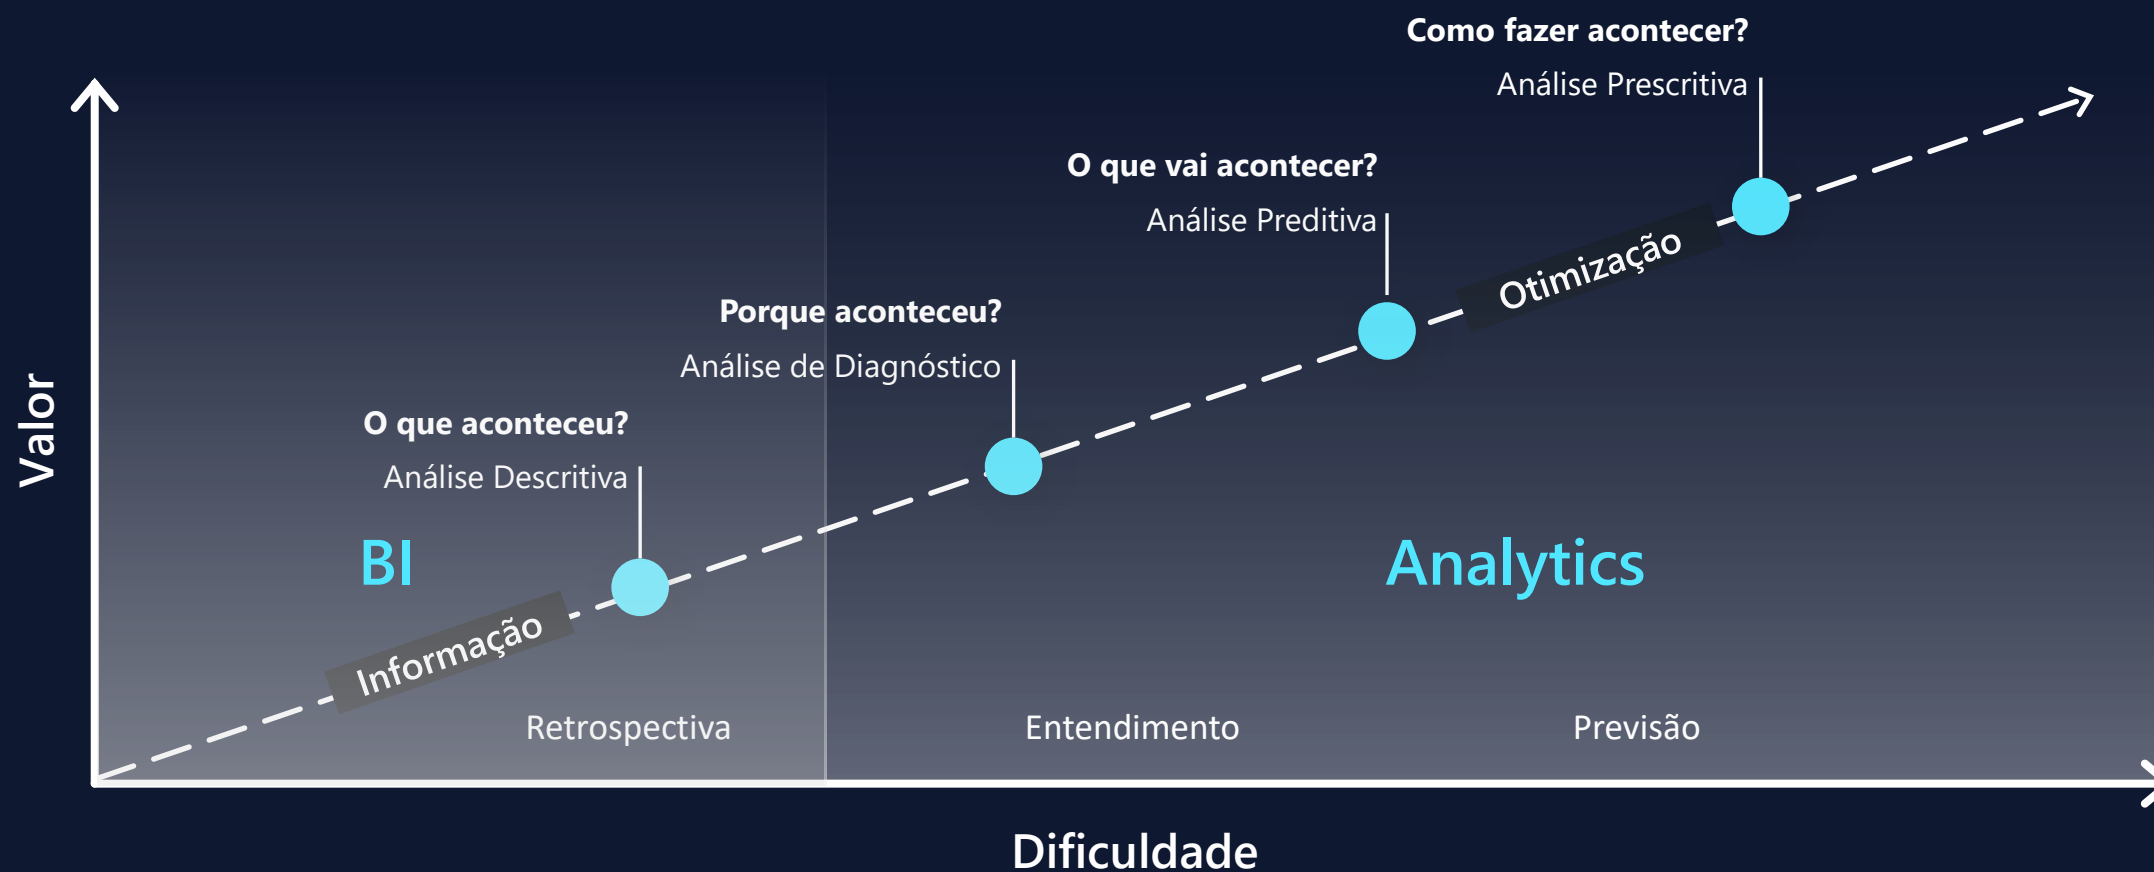 Como fazer acontecer?
Análise Prescritiva
O que vai acontecer?
Análise Preditiva
Otimização
Porque aconteceu?
Análise de Diagnóstico
Valor
O que aconteceu?
Análise Descritiva
BI
Analytics
Informação
Retrospectiva
Entendimento
Previsão
Dificuldade